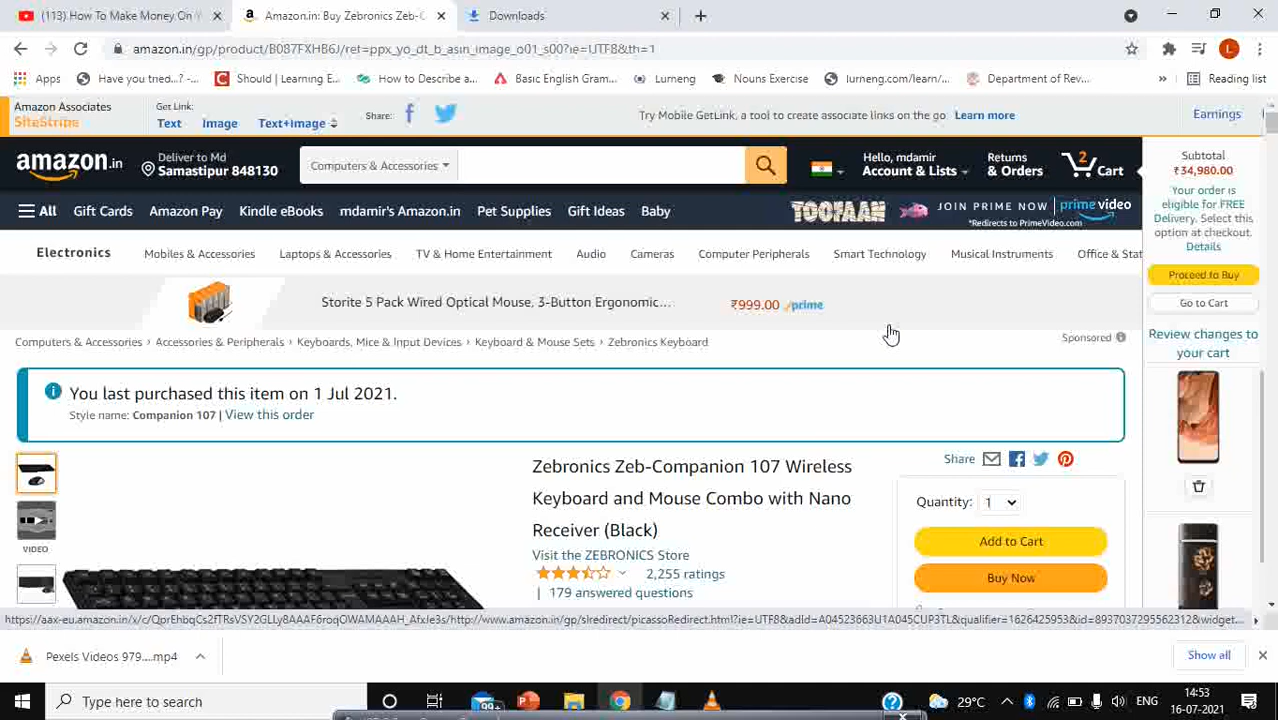 (113) How To Make Money On Y
Amazon.in: Buy Zebronics Zeb-C
Downloads
amazon.in/gp/product/B087FXHB6J/ref=ppx_yo_dt_b_asin_image_o01_s00?ie=UTF8&th=1
L
Apps
Have you tried...? -...
Should | Learning E...
How to Describe a...
Basic English Gram...
Lurneng
Nouns Exercise
lurneng.com/learn/...
Department of Rev...
»
Reading list
Amazon Associates
SiteStripe
Get Link:
Text
Image
Text+image
Share:
Try Mobile GetLink, a tool to create associate links on the go
Learn more
Earnings
amazon.in
Deliver to Md
Samastipur 848130
Computers & Accessories
Hello, mdamir
Account & Lists
Returns
& Orders
2
Cart
Subtotal
₹34,980.00
Your order is
eligible for FREE
Delivery. Select this
option at checkout.
Details
Proceed to Buy
Go to Cart
Review changes to
your cart
All
Gift Cards
Amazon Pay
Kindle eBooks
mdamir's Amazon.in
Pet Supplies
Gift Ideas
Baby
TOOFAAN
JOIN PRIME NOW
prime video
*Redirects to PrimeVideo.com
Electronics
Mobiles & Accessories
Laptops & Accessories
TV & Home Entertainment
Audio
Cameras
Computer Peripherals
Smart Technology
Musical Instruments
Office & Stat
Storite 5 Pack Wired Optical Mouse, 3-Button Ergonomic...
₹999.00
prime
Computers & Accessories › Accessories & Peripherals › Keyboards, Mice & Input Devices › Keyboard & Mouse Sets › Zebronics Keyboard
Sponsored
You last purchased this item on 1 Jul 2021.
Style name: Companion 107 | View this order
VIDEO
Zebronics Zeb-Companion 107 Wireless
Keyboard and Mouse Combo with Nano
Receiver (Black)
Visit the ZEBRONICS Store
2,255 ratings
| 179 answered questions
Share
Quantity: 1
Add to Cart
Buy Now
Pexels Videos 979....mp4
Show all
Type here to search
99+
29°C
ENG
14:53
16-07-2021